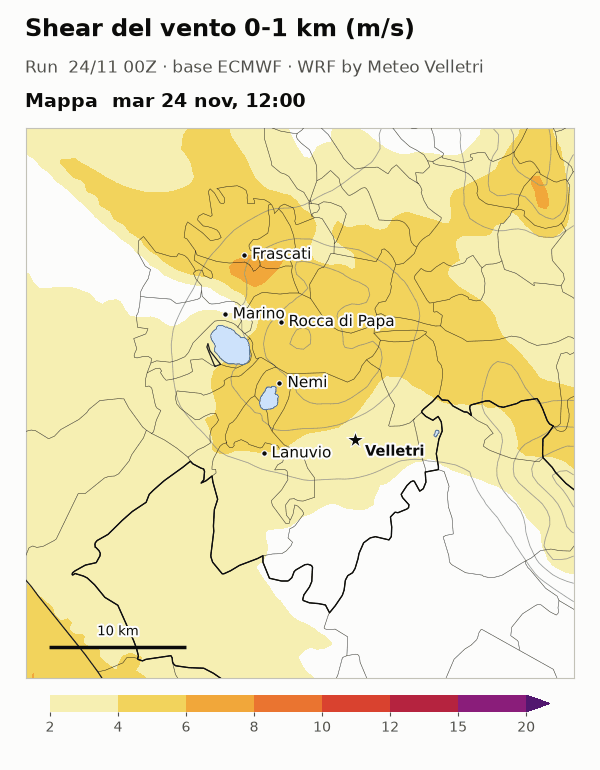 Shear del vento 0-1 km (m/s)
Run  24/11 00Z · base ECMWF · WRF by Meteo Velletri
Mappa  mar 24 nov, 12:00
Frascati
Marino
Rocca di Papa
Nemi
Velletri
Lanuvio
10 km
2 4 6 8 10 12 15 20